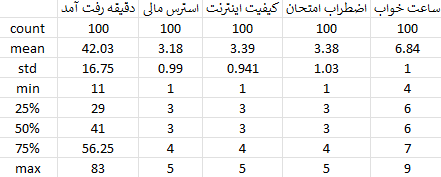 دقیقه رفت آمد استرس مالی کیفیت اینترنت اضطراب امتحان ساعت خواب
count 100 100 100 100 100
mean 42.03 3.18 3.39 3.38 6.84
std 16.75 0.99 0.941 1.03 1
min 11 1 1 1 4
25% 29 3 3 3 6
50% 41 3 3 3 6
75% 56.25 4 4 4 7
max 83 5 5 5 9